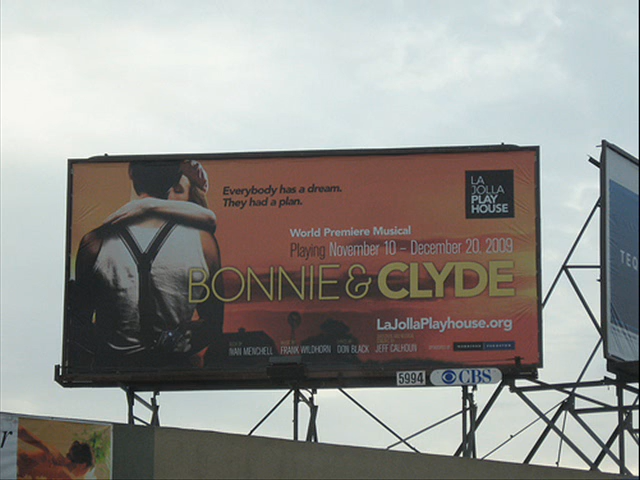 Everybody has a dream.
They had a plan.
LA
JOLLA
PLAY
HOUSE
World Premiere Musical
Playing November 10 – December 20, 2009
BONNIE & CLYDE
LaJollaPlayhouse.org
IVAN MENCHELL FRANK WILDHORN DON BLACK JEFF CALHOUN
5994 CBS
TEO
r